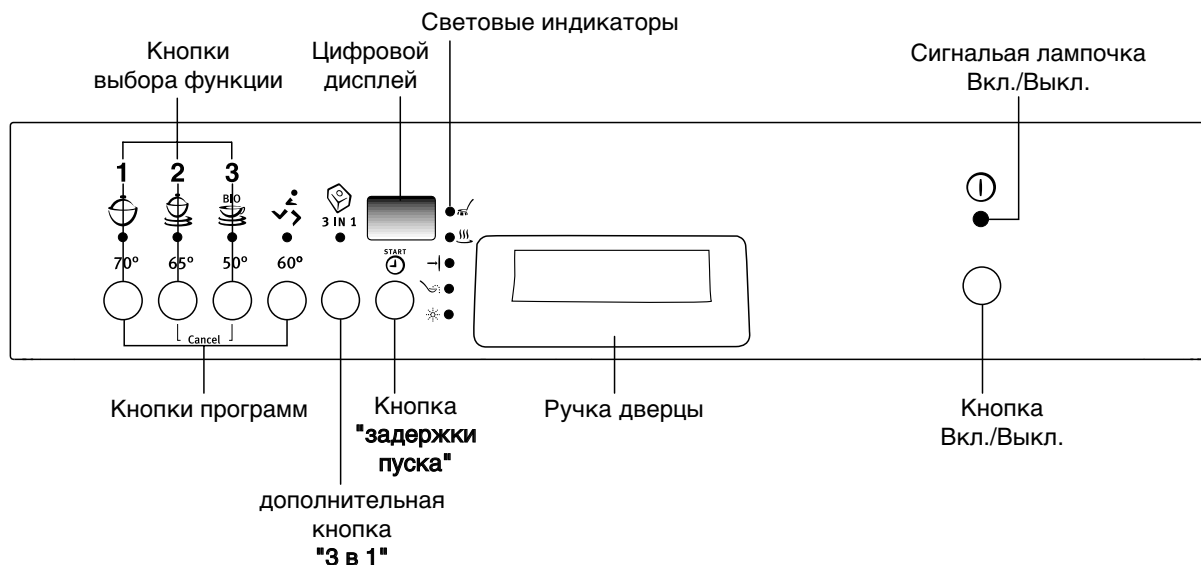 Световые индикаторы
Кнопки
выбора функции
Цифровой
дисплей
Сигнальая лампочка
Вкл./Выкл.
1 2 3
BIO
3 IN 1
START
70° 65° 50° 60°
Cancel
Кнопки программ
Кнопка
"задержки
пуска"
Ручка дверцы
Кнопка
Вкл./Выкл.
дополнительная
кнопка
"3 в 1"